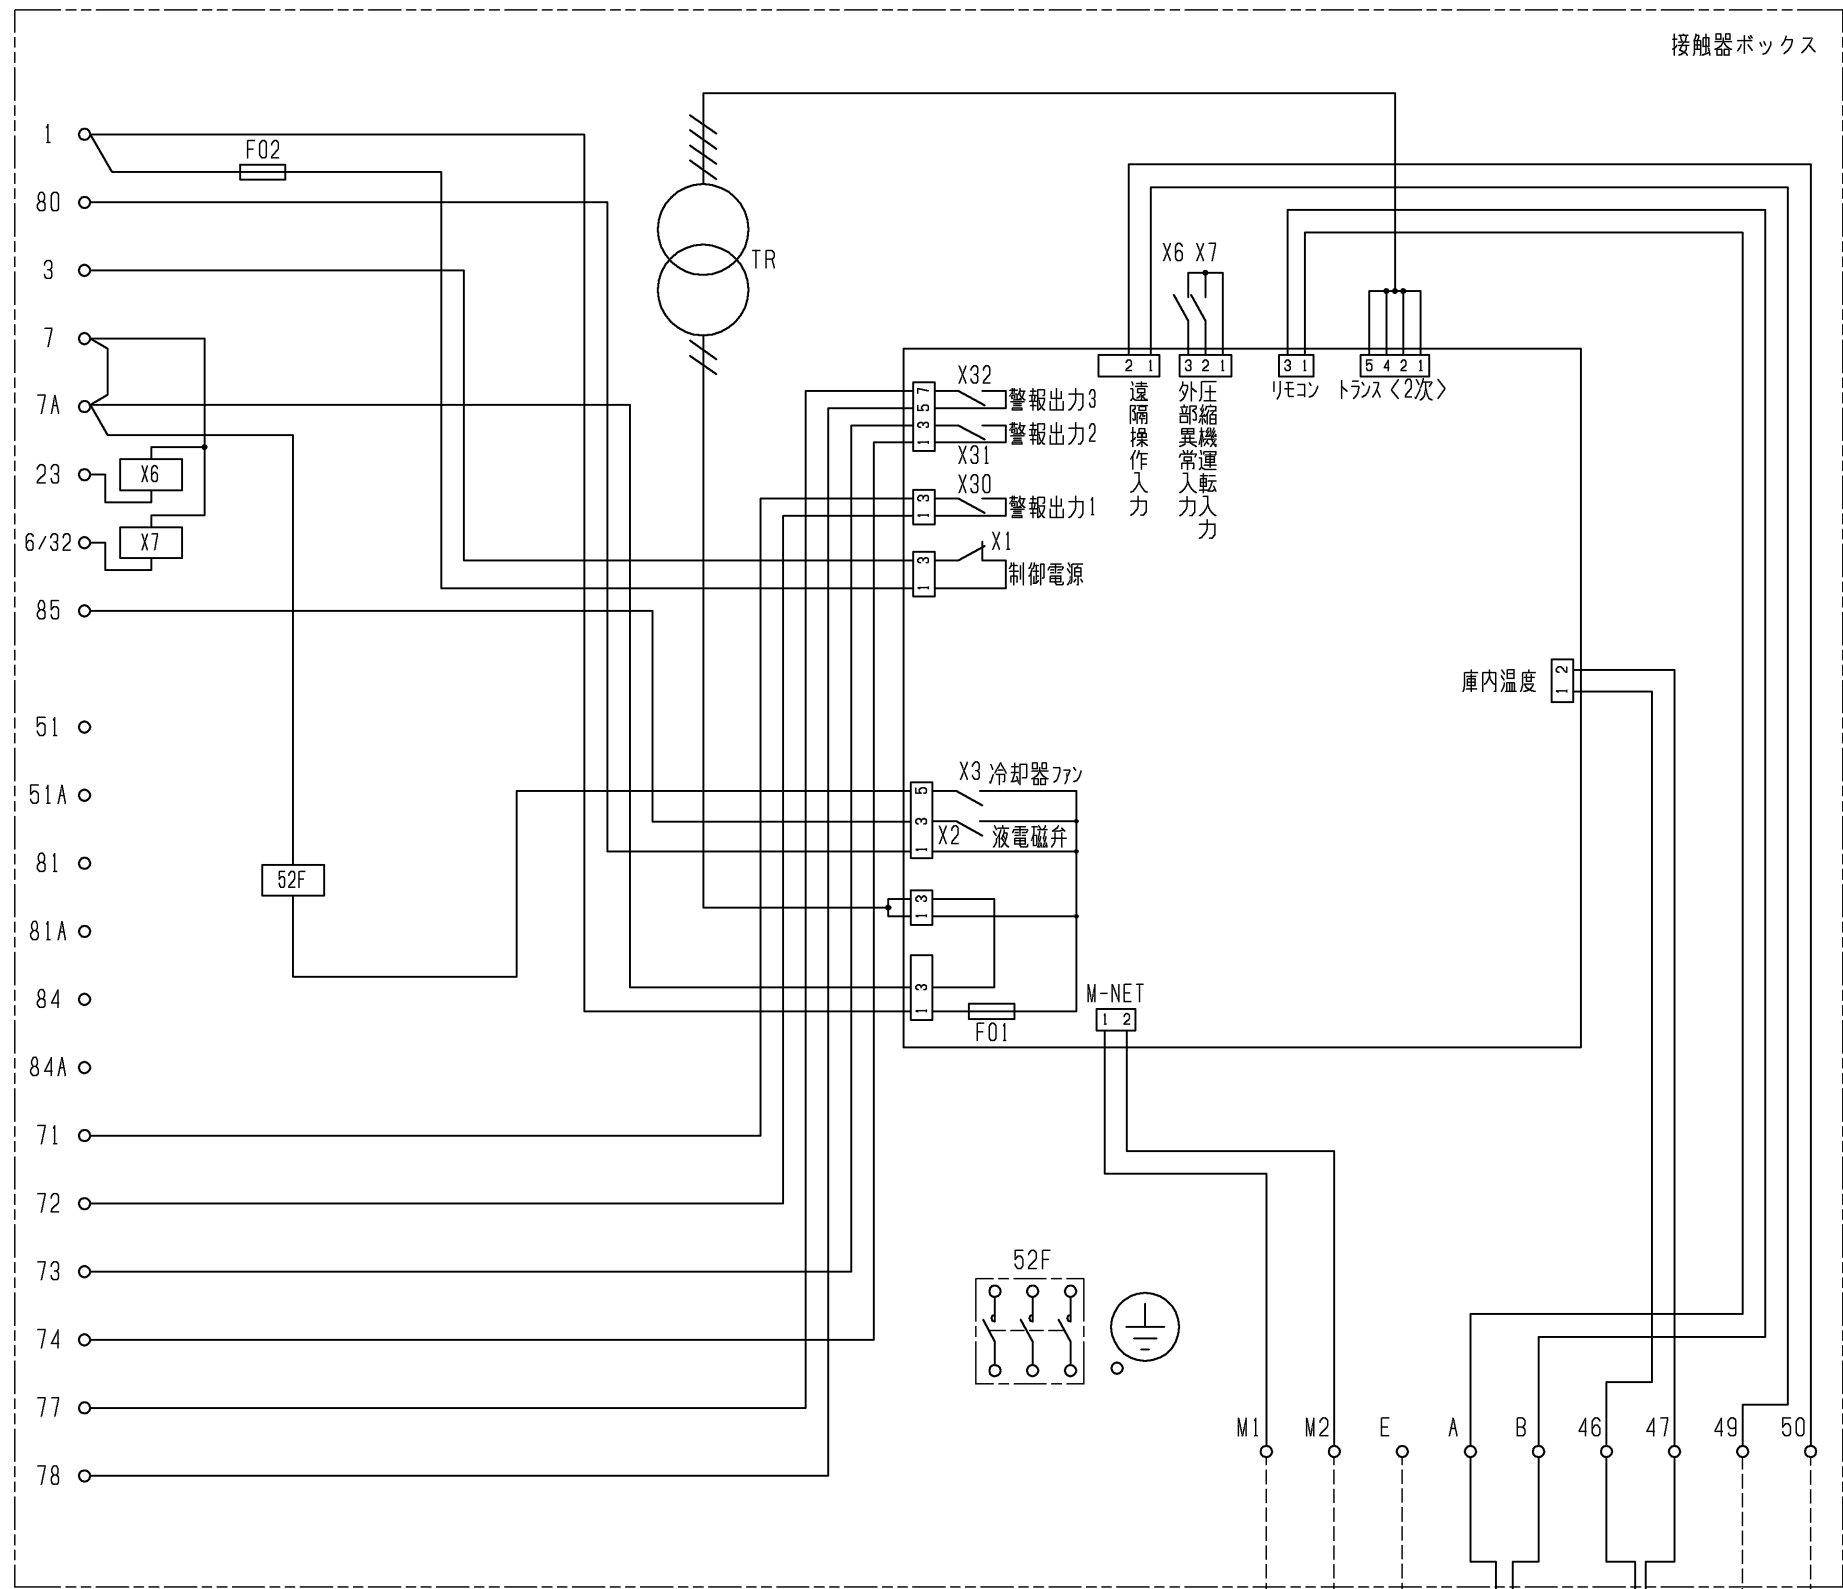 接触器ボックス
1
F02
80
TR
3
X6 X7
7
5 4 2 1
3 1
3 2 1
2 1
リモコン
トランス〈2次〉
遠隔操作入力
外部異常入力
圧縮機運転入力
7A
X32
7
5
3
1
警報出力3
警報出力2
X31
23
X6
X30
3
1
警報出力1
6/32
X7
X1
3
1
制御電源
85
庫内温度
2
1
51
51A
X3 冷却器ファン
5
3
1
X2
液電磁弁
81
52F
3
1
81A
84
3
1
F01
M-NET
1 2
84A
71
72
73
52F
74
77
M1 M2 E A B 46 47 49 50
78